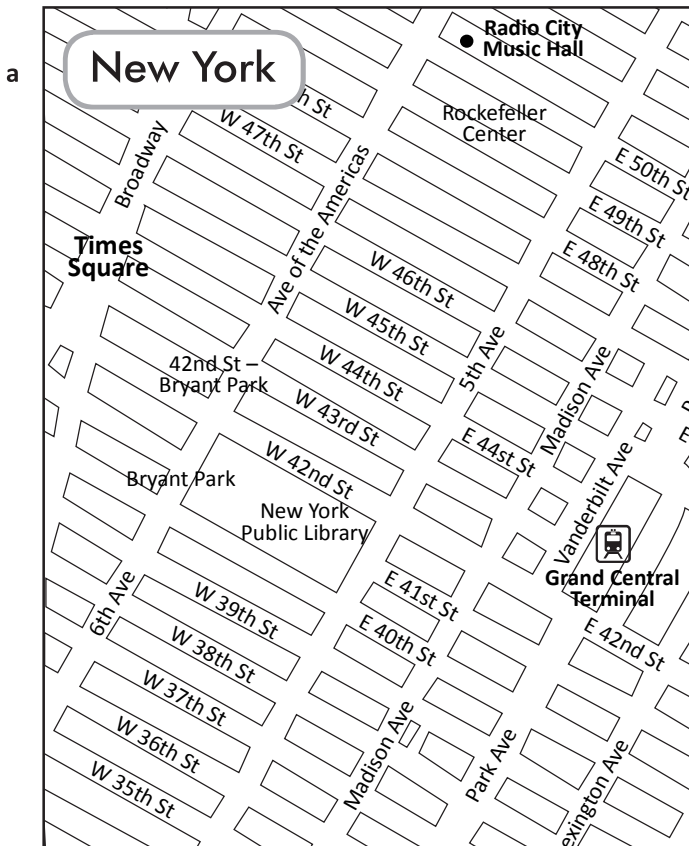 a
New York
Radio City
Music Hall
Rockefeller
Center
h St
W 47th St
Broadway
Ave of the Americas
E 50th St
E 49th St
E 48th St
Times
Square
W 46th St
W 45th St
W 44th St
W 43rd St
W 42nd St
5th Ave
Madison Ave
42nd St –
Bryant Park
E 44st St
Vanderbilt Ave
Bryant Park
New York
Public Library
Grand Central
Terminal
E 41st St
E 40th St
E 42nd St
6th Ave
W 39th St
W 38th St
W 37th St
W 36th St
W 35th St
Madison Ave
Park Ave
exington Ave